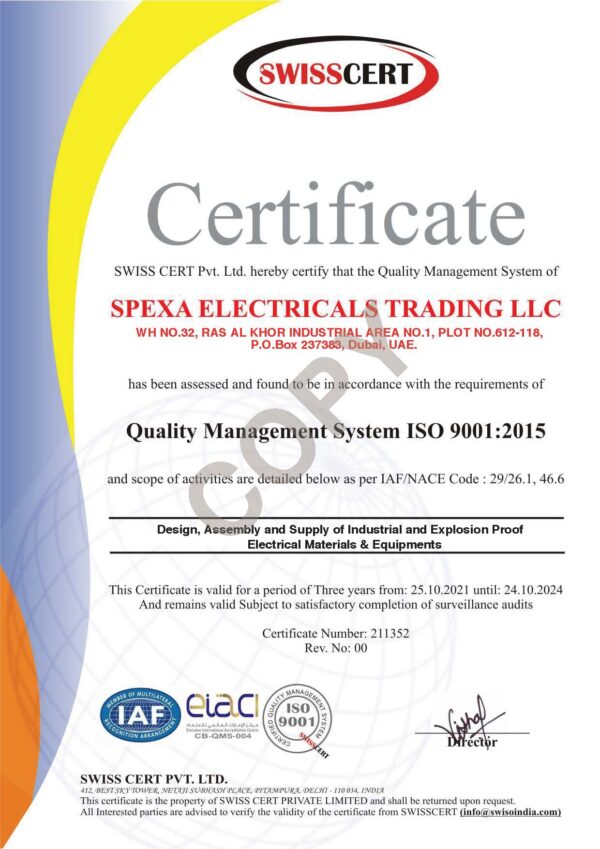 SWISSCERT
Certificate
SWISS CERT Pvt. Ltd. hereby certify that the Quality Management System of
SPEXA ELECTRICALS TRADING LLC
WH NO.32, RAS AL KHOR INDUSTRIAL AREA NO.1, PLOT NO.612-118,
P.O.Box 237383, Dubai, UAE.
has been assessed and found to be in accordance with the requirements of
Quality Management System ISO 9001:2015
and scope of activities are detailed below as per IAF/NACE Code : 29/26.1, 46.6
COPY
Design, Assembly and Supply of Industrial and Explosion Proof
Electrical Materials & Equipments
This Certificate is valid for a period of Three years from: 25.10.2021 until: 24.10.2024
And remains valid Subject to satisfactory completion of surveillance audits
Certificate Number: 211352
Rev. No: 00
MEMBER OF MULTILATERAL
IAF
RECOGNITION ARRANGEMENT
eiaci
مركز الإمارات العالمي للاعتماد
Emirates International Accreditation Centre
CB-QMS-004
CERTIFIED QUALITY MANAGEMENT SYSTEM
ISO
9001
SWISSCERT
Vishal
Director
SWISS CERT PVT. LTD.
412, BEST SKY TOWER, NETAJI SUBHASH PLACE, PITAMPURA, DELHI - 110 034, INDIA
This certificate is the property of SWISS CERT PRIVATE LIMITED and shall be returned upon request.
All Interested parties are advised to verify the validity of the certificate from SWISSCERT (info@swisoindia.com)